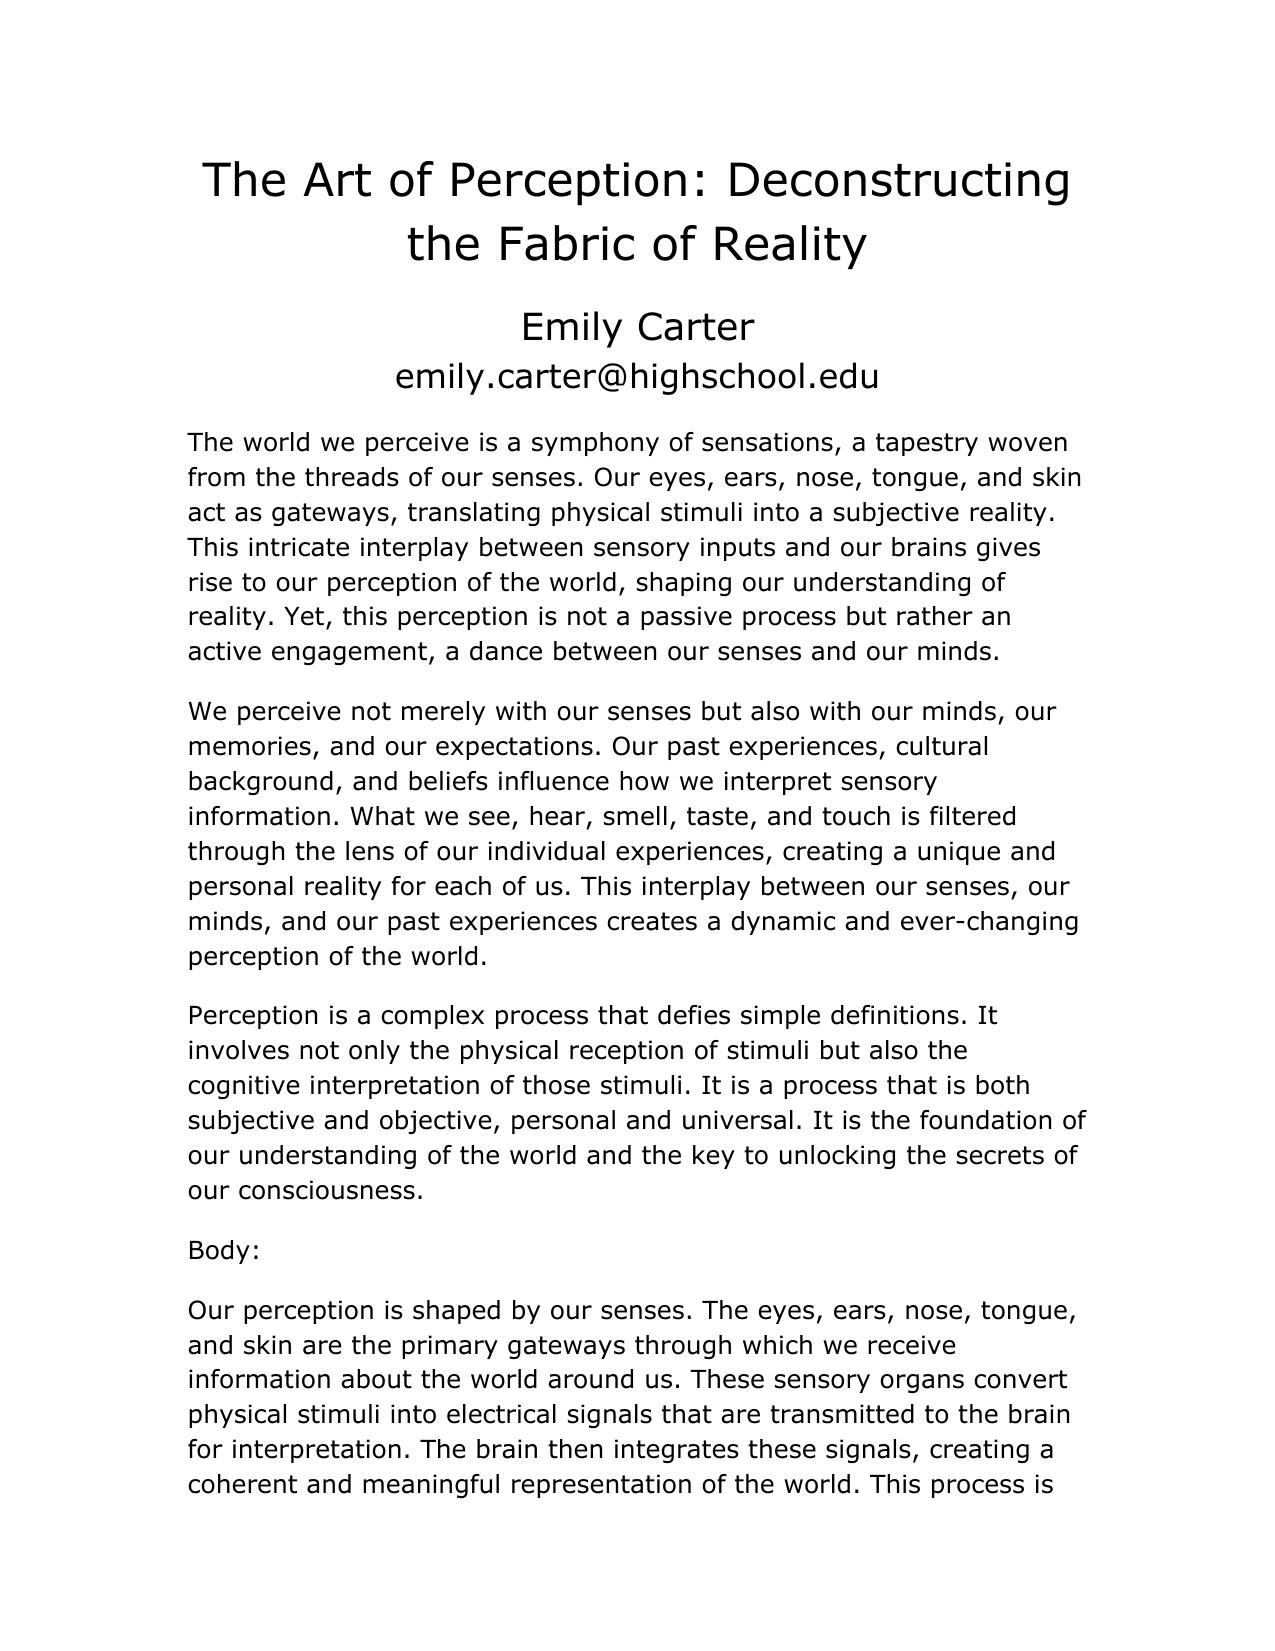 The Art of Perception: Deconstructing
the Fabric of Reality
Emily Carter
emily.carter@highschool.edu
The world we perceive is a symphony of sensations, a tapestry woven
from the threads of our senses. Our eyes, ears, nose, tongue, and skin
act as gateways, translating physical stimuli into a subjective reality.
This intricate interplay between sensory inputs and our brains gives
rise to our perception of the world, shaping our understanding of
reality. Yet, this perception is not a passive process but rather an
active engagement, a dance between our senses and our minds.
We perceive not merely with our senses but also with our minds, our
memories, and our expectations. Our past experiences, cultural
background, and beliefs influence how we interpret sensory
information. What we see, hear, smell, taste, and touch is filtered
through the lens of our individual experiences, creating a unique and
personal reality for each of us. This interplay between our senses, our
minds, and our past experiences creates a dynamic and ever-changing
perception of the world.
Perception is a complex process that defies simple definitions. It
involves not only the physical reception of stimuli but also the
cognitive interpretation of those stimuli. It is a process that is both
subjective and objective, personal and universal. It is the foundation of
our understanding of the world and the key to unlocking the secrets of
our consciousness.
Body:
Our perception is shaped by our senses. The eyes, ears, nose, tongue,
and skin are the primary gateways through which we receive
information about the world around us. These sensory organs convert
physical stimuli into electrical signals that are transmitted to the brain
for interpretation. The brain then integrates these signals, creating a
coherent and meaningful representation of the world. This process is